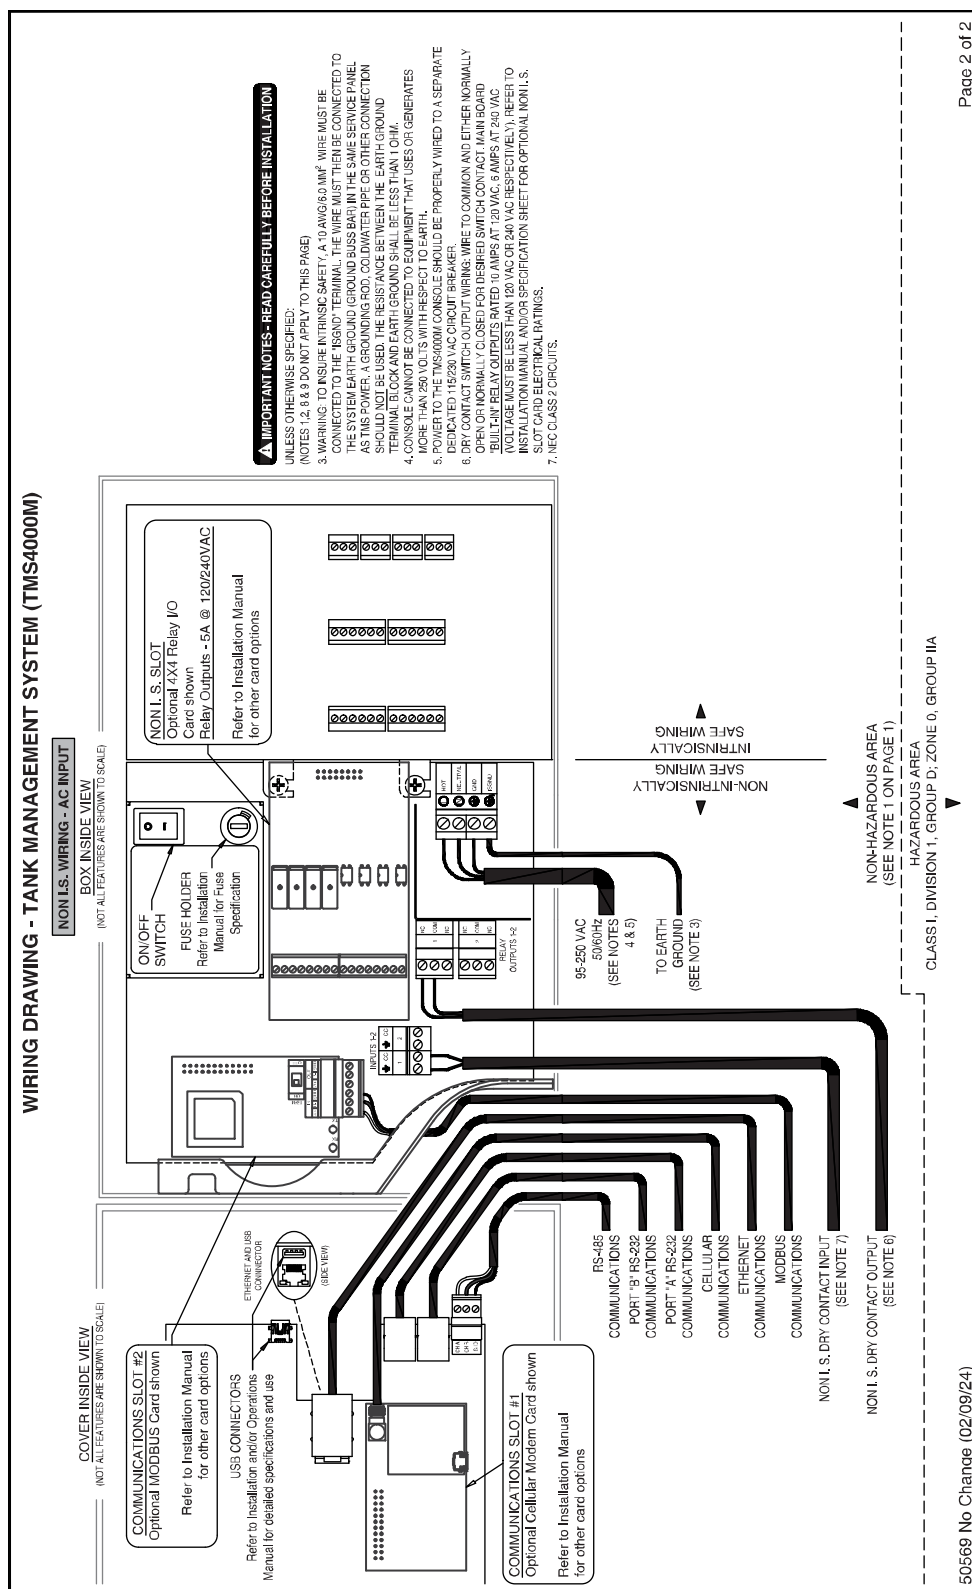 WIRING DRAWING - TANK MANAGEMENT SYSTEM (TMS4000M)
NON I.S. WIRING - AC INPUT
COVER INSIDE VIEW
(NOT ALL FEATURES ARE SHOWN TO SCALE)
BOX INSIDE VIEW
(NOT ALL FEATURES ARE SHOWN TO SCALE)
COMMUNICATIONS SLOT #2
Optional MODBUS Card shown
Refer to Installation Manual
for other card options
USB CONNECTORS
Refer to Installation and/or Operations
Manual for detailed specifications and use
ETHERNET AND USB
CONNNECTOR
(SIDE VIEW)
COMMUNICATIONS SLOT #1
Optional Cellular Modem Card shown
Refer to Installation Manual
for other card options
CHA
CHB
ON/OFF
SWITCH
FUSE HOLDER
Refer to Installation
Manual for Fuse
Specification
NON I. S. SLOT
Optional 4X4 Relay I/O
Card shown
Relay Outputs - 5A @ 120/240VAC
Refer to Installation Manual
for other card options
INPUTS 1-2
CC
CC
1
2
NC
COM
NC
1
NC
COM
NC
2
RELAY
OUTPUTS 1-2
HOT
GND
ISGND
RS-485
COMMUNICATIONS
PORT "B" RS-232
COMMUNICATIONS
PORT "A" RS-232
COMMUNICATIONS
CELLULAR
COMMUNICATIONS
ETHERNET
COMMUNICATIONS
MODBUS
COMMUNICATIONS
NON I. S. DRY CONTACT INPUT
(SEE NOTE 7)
NON I. S. DRY CONTACT OUTPUT
(SEE NOTE 6)
95-250 VAC
50/60Hz
(SEE NOTES
4 & 5)
TO EARTH
GROUND
(SEE NOTE 3)
NON-INTRINSICALLY
SAFE WIRING
INTRINSICALLY
SAFE WIRING
IMPORTANT NOTES - READ CAREFULLY BEFORE INSTALLATION
UNLESS OTHERWISE SPECIFIED:
(NOTES 1,2, 8 & 9 DO NOT APPLY TO THIS PAGE)
3. WARNING: TO INSURE INTRINSIC SAFETY, A 10 AWG/6.0 MM² WIRE MUST BE
CONNECTED TO THE "ISGND" TERMINAL. THE WIRE MUST THEN BE CONNECTED TO
THE SYSTEM EARTH GROUND (GROUND BUSS BAR) IN THE SAME SERVICE PANEL
AS TMS POWER. A GROUNDING ROD, COLDWATER PIPE OR OTHER CONNECTION
SHOULD NOT BE USED. THE RESISTANCE BETWEEN THE EARTH GROUND
TERMINAL BLOCK AND EARTH GROUND SHALL BE LESS THAN 1 OHM.
4. CONSOLE CANNOT BE CONNECTED TO EQUIPMENT THAT USES OR GENERATES
MORE THAN 250 VOLTS WITH RESPECT TO EARTH.
5. POWER TO THE TMS4000M CONSOLE SHOULD BE PROPERLY WIRED TO A SEPARATE
DEDICATED 115/230 VAC CIRCUIT BREAKER.
6. DRY CONTACT SWITCH OUTPUT WIRING: WIRE TO COMMON AND EITHER NORMALLY
OPEN OR NORMALLY CLOSED FOR DESIRED SWITCH CONTACT. MAIN BOARD
"BUILT-IN" RELAY OUTPUTS RATED 10 AMPS AT 120 VAC, 6 AMPS AT 240 VAC
(VOLTAGE MUST BE LESS THAN 120 VAC OR 240 VAC RESPECTIVELY). REFER TO
INSTALLATION MANUAL AND/OR SPECIFICATION SHEET FOR OPTIONAL NON I. S.
SLOT CARD ELECTRICAL RATINGS.
7. NEC CLASS 2 CIRCUITS.
NON-HAZARDOUS AREA
(SEE NOTE 1 ON PAGE 1)
HAZARDOUS AREA
CLASS I, DIVISION 1, GROUP D; ZONE 0, GROUP IIA
50569 No Change (02/09/24)
Page 2 of 2